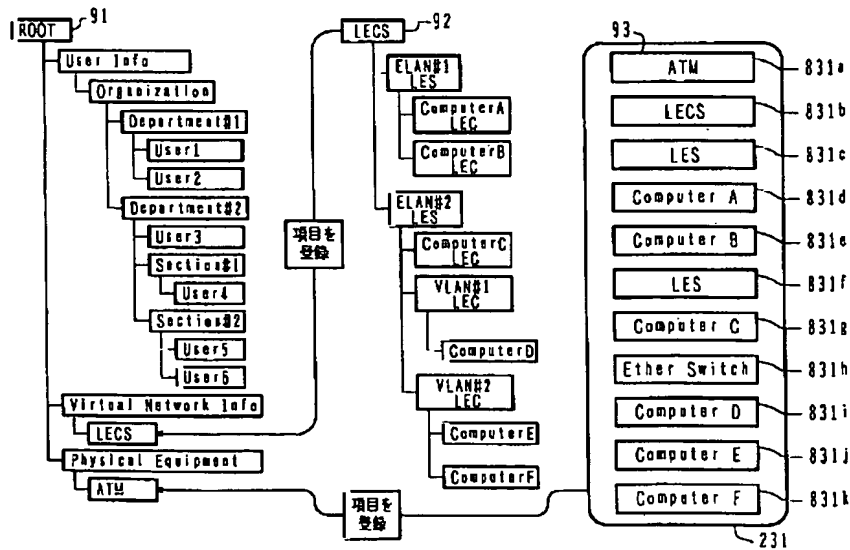 ROOT
91
User Info
Organization
Department#1
User1
User2
Department#2
User3
Section#1
User4
Section#2
User5
User6
Virtual Network Info
LECS
Physical Equipment
ATM
項目を
登録
項目を
登録
LECS
92
ELAN#1
LES
ComputerA
LEC
ComputerB
LEC
ELAN#2
LES
ComputerC
LEC
VLAN#1
LEC
ComputerD
VLAN#2
LEC
ComputerE
ComputerF
93
ATM
831a
LECS
831b
LES
831c
Computer A
831d
Computer B
831e
LES
831f
Computer C
831g
Ether Switch
831h
Computer D
831i
Computer E
831j
Computer F
831k
231